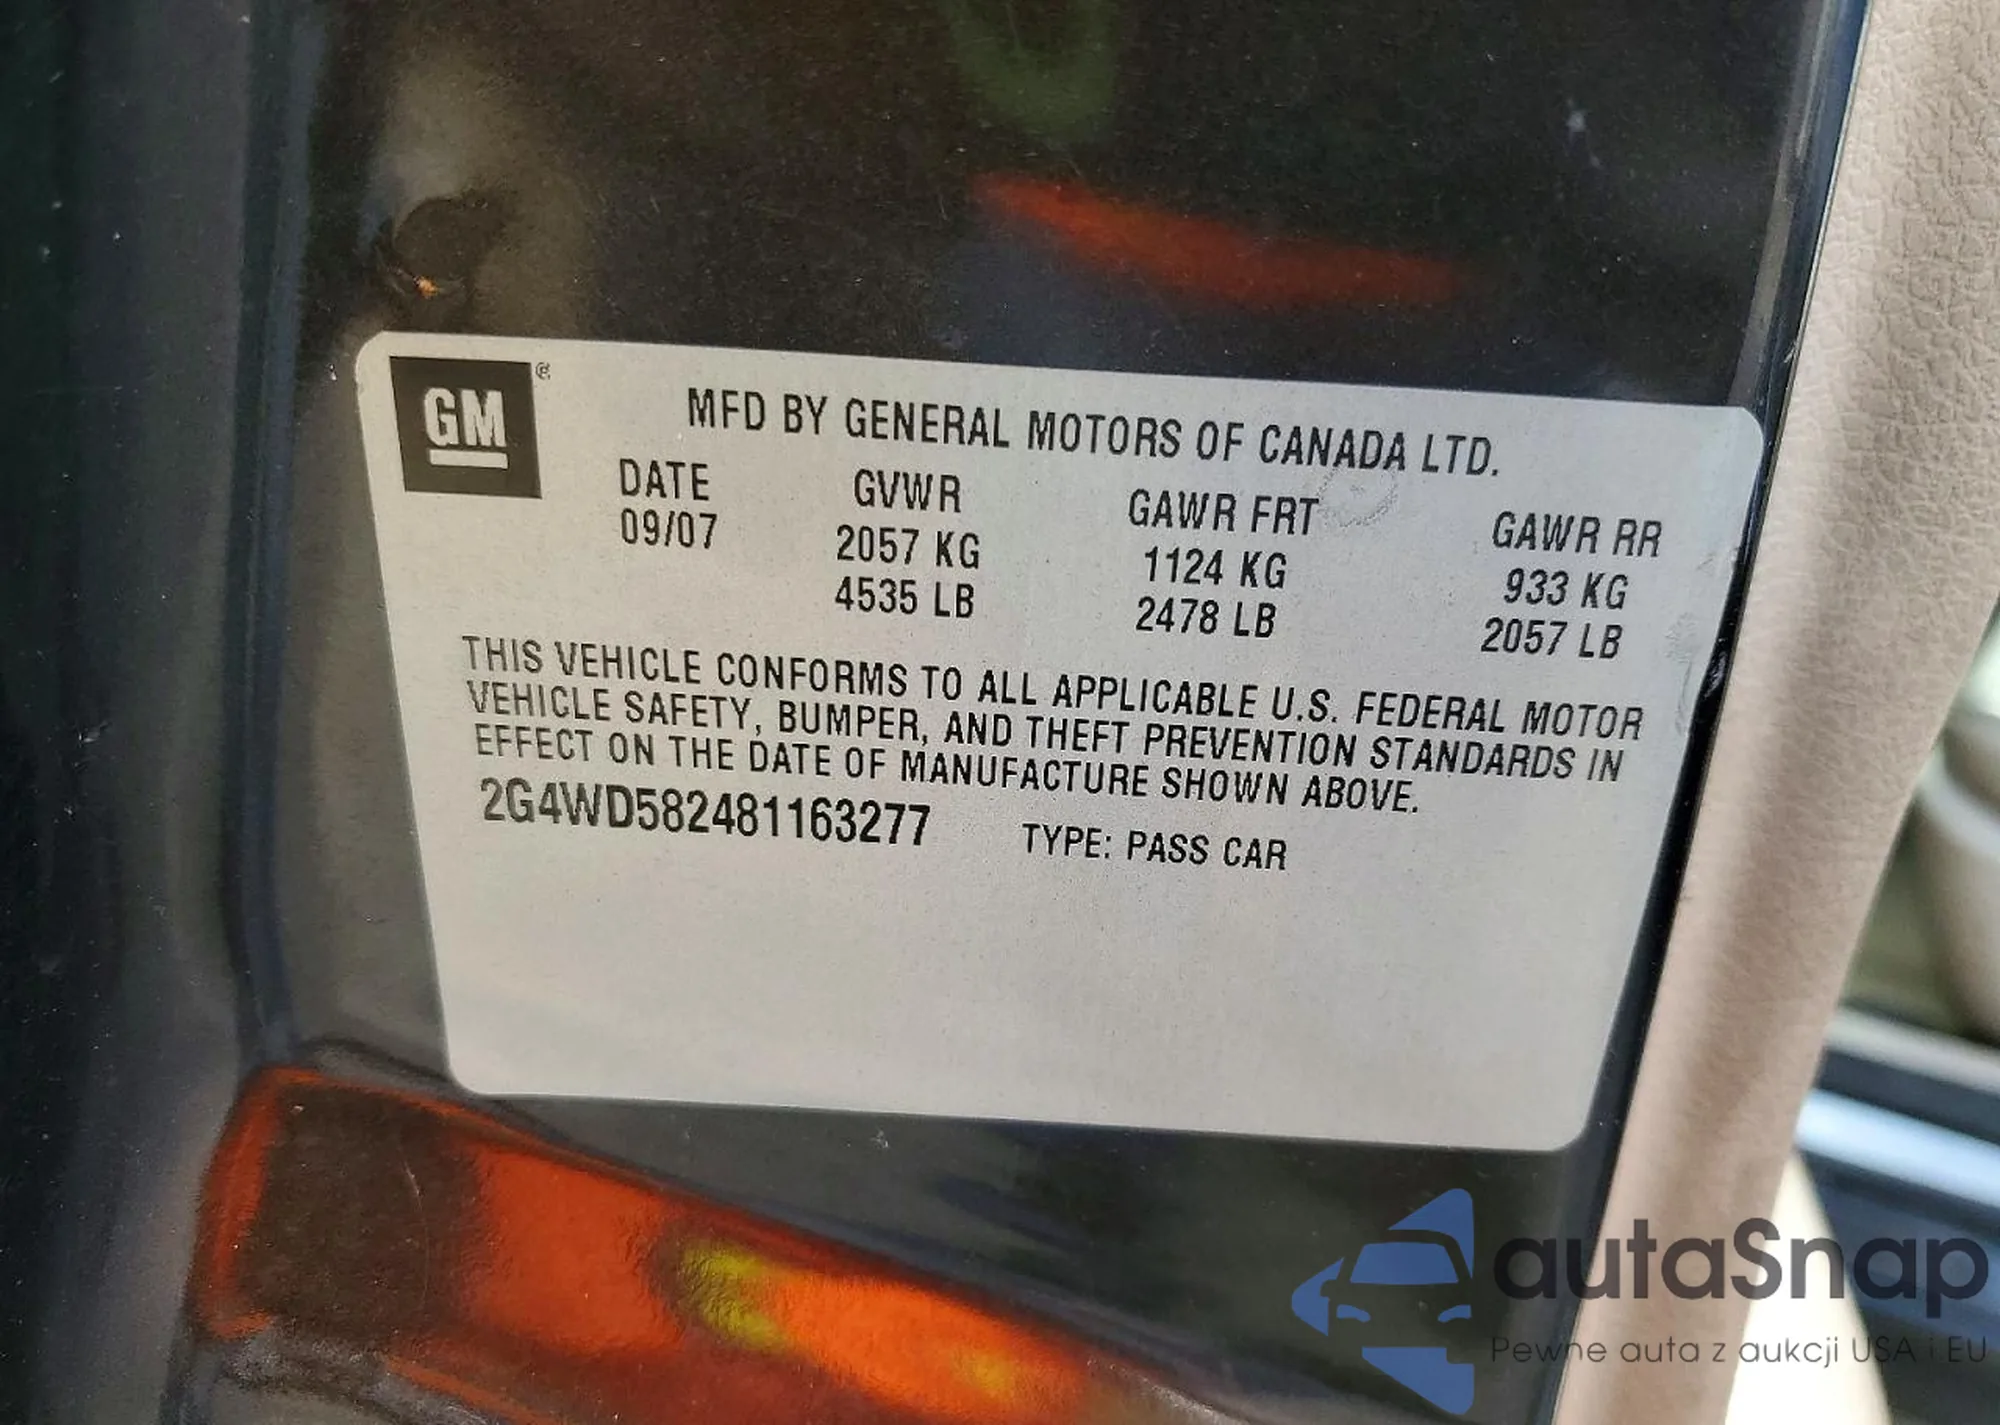 GM
MFD BY GENERAL MOTORS OF CANADA LTD.
DATE GVWR GAWR FRT GAWR RR
09/07 2057 KG 1124 KG 933 KG
4535 LB 2478 LB 2057 LB
THIS VEHICLE CONFORMS TO ALL APPLICABLE U.S. FEDERAL MOTOR
VEHICLE SAFETY, BUMPER, AND THEFT PREVENTION STANDARDS IN
EFFECT ON THE DATE OF MANUFACTURE SHOWN ABOVE.
2G4WD582481163277 TYPE: PASS CAR
autaSnap
Pewne auta z aukcji USA i EU